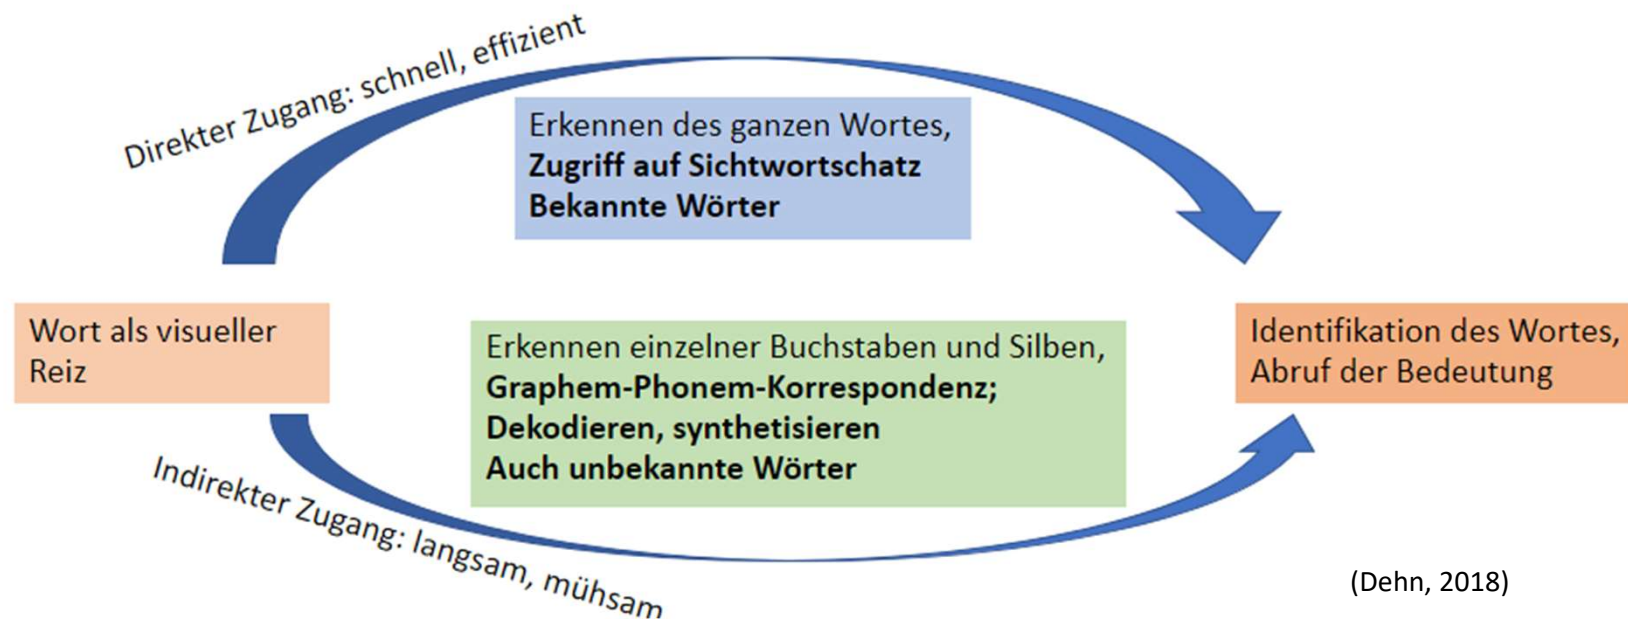 Direkter Zugang: schnell, effizient
Erkennen des ganzen Wortes,
Zugriff auf Sichtwortschatz
Bekannte Wörter
Wort als visueller
Reiz
Erkennen einzelner Buchstaben und Silben,
Graphem-Phonem-Korrespondenz;
Dekodieren, synthetisieren
Auch unbekannte Wörter
Identifikation des Wortes,
Abruf der Bedeutung
Indirekter Zugang: langsam, mühsam
(Dehn, 2018)